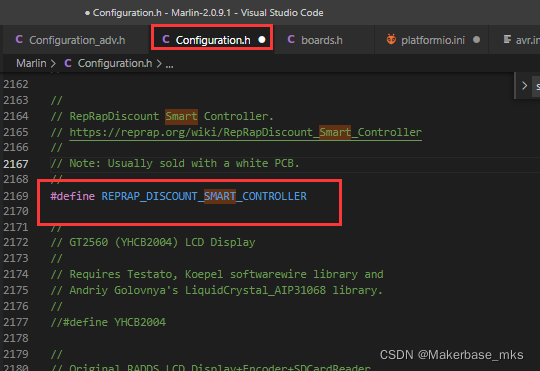 ● Configuration.h - Marlin-2.0.9.1 - Visual Studio Code
C Configuration_adv.h C Configuration.h ● C boards.h platformio.ini ● avr.in
Marlin > C Configuration.h > ...
2162
2163 //
2164 // RepRapDiscount Smart Controller.
2165 // https://reprap.org/wiki/RepRapDiscount_Smart_Controller
2166 //
2167 // Note: Usually sold with a white PCB.
2168 //
2169 #define REPRAP_DISCOUNT_SMART_CONTROLLER
2170
2171 //
2172 // GT2560 (YHCB2004) LCD Display
2173 //
2174 // Requires Testato, Koepel softwarewire library and
2175 // Andriy Golovnya's LiquidCrystal_AIP31068 library.
2176 //
2177 //#define YHCB2004
2178
2179 //
2180 // Original RADDS LCD Display+Encoder+SDCardReader
CSDN @Makerbase_mks